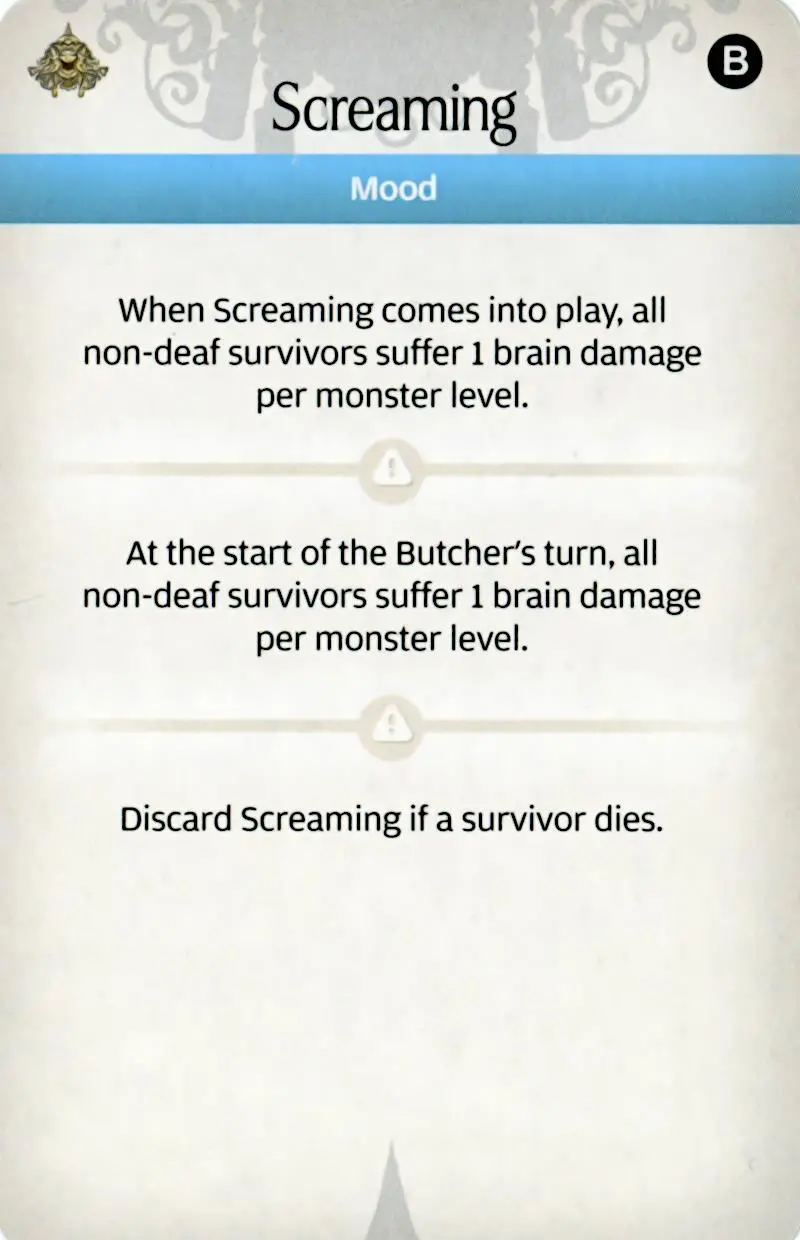 B
Screaming
Mood
When Screaming comes into play, all
non-deaf survivors suffer 1 brain damage
per monster level.
At the start of the Butcher's turn, all
non-deaf survivors suffer 1 brain damage
per monster level.
Discard Screaming if a survivor dies.